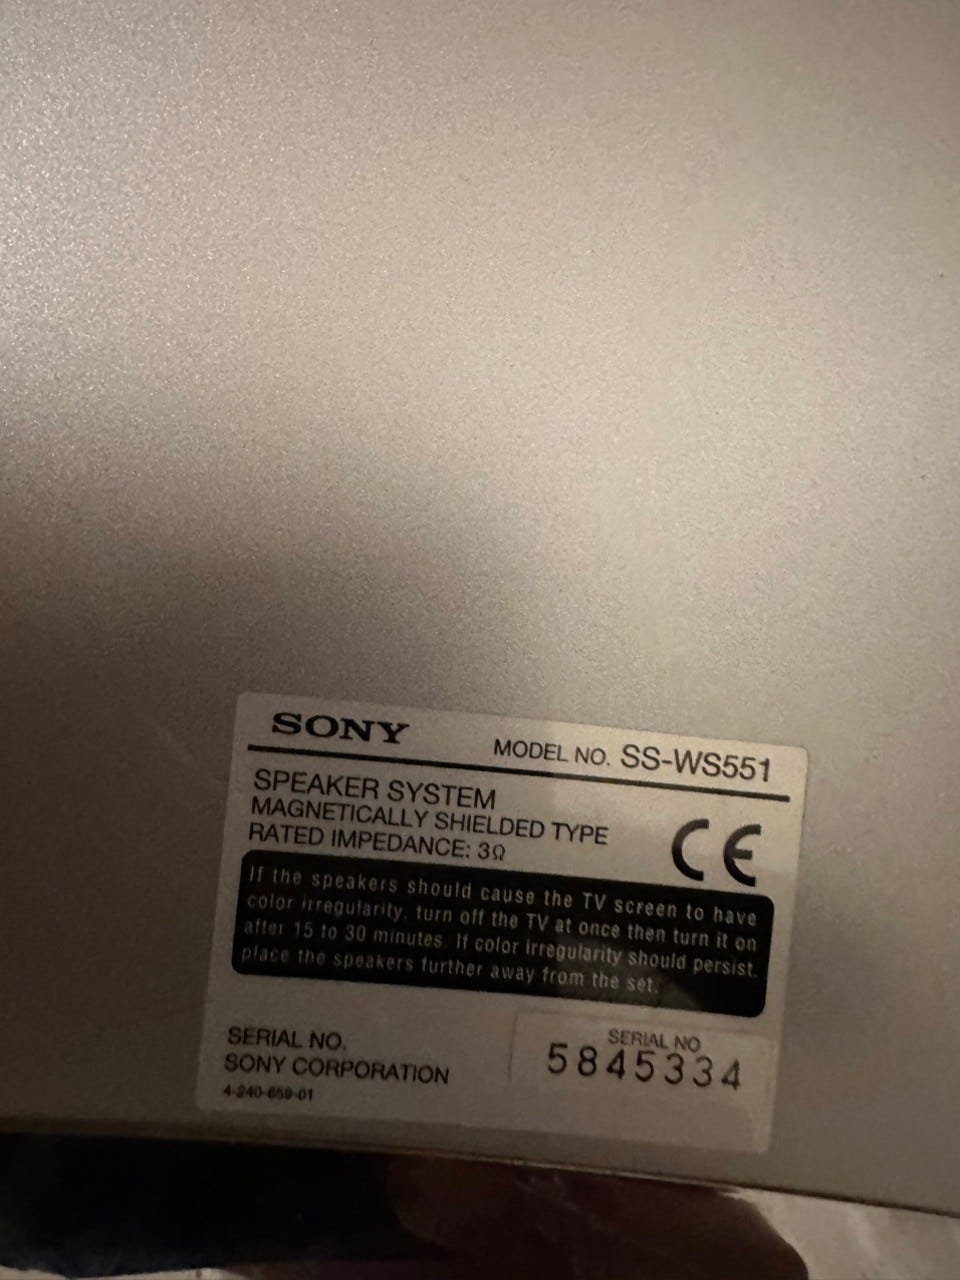 SONY
MODEL NO. SS-WS551
SPEAKER SYSTEM
MAGNETICALLY SHIELDED TYPE
RATED IMPEDANCE: 3Ω
CE
If the speakers should cause the TV screen to have
color irregularity, turn off the TV at once then turn it on
after 15 to 30 minutes. If color irregularity should persist,
place the speakers further away from the set.
SERIAL NO.
SONY CORPORATION
4-240-659-01
SERIAL NO
5845334